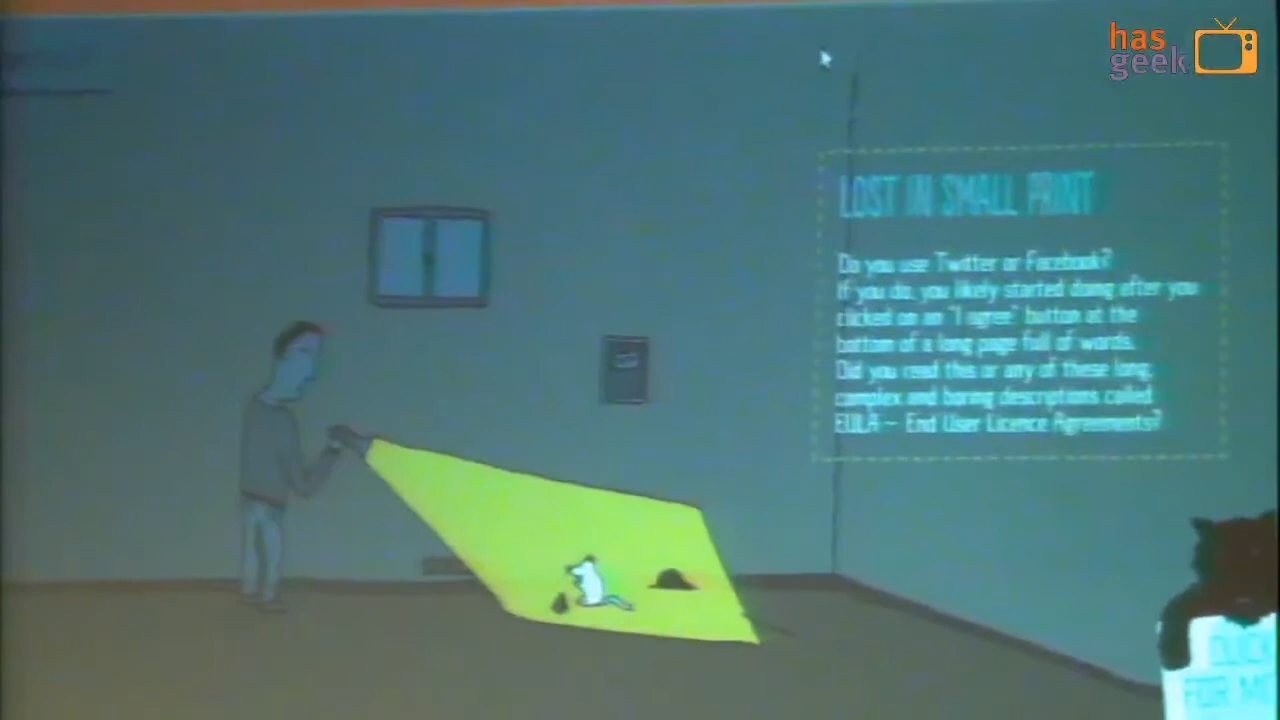 has
geek
LOST IN SMALL PRINT
Do you use Twitter or Facebook?
If you do, you likely started doing after you
clicked on an "I agree" button at the
bottom of a long page full of words.
Did you read this or any of these long,
complex and boring descriptions called
EULA – End User Licence Agreements?
CLICK
FOR